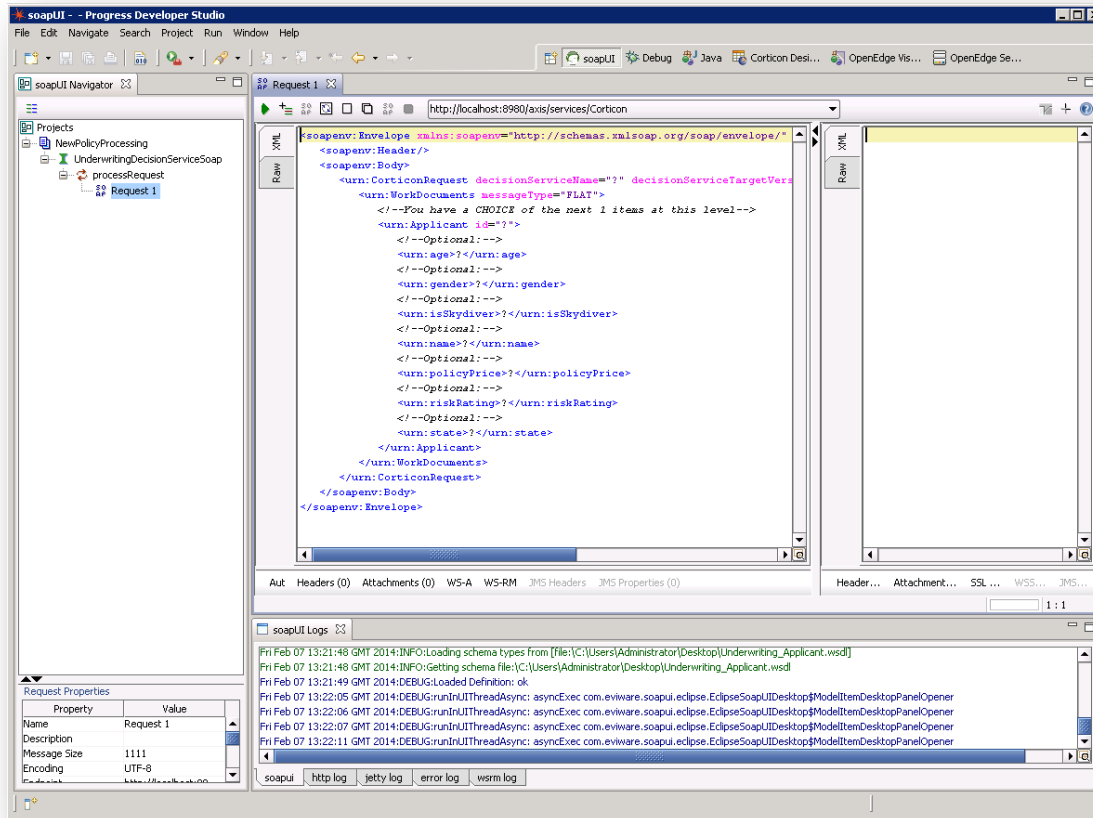 soapUI - - Progress Developer Studio
File Edit Navigate Search Project Run Window Help
soapUI Debug Java Corticon Desi... OpenEdge Vis... OpenEdge Se...
soapUI Navigator
Projects
NewPolicyProcessing
UnderwritingDecisionServiceSoap
processRequest
Request 1
Request Properties
Property Value
Name Request 1
Description
Message Size 1111
Encoding UTF-8
Request 1
http://localhost:8980/axis/services/Corticon
XML
Raw
<soapenv:Envelope xmlns:soapenv="http://schemas.xmlsoap.org/soap/envelope/"
<soapenv:Header/>
<soapenv:Body>
<urn:CorticonRequest decisionServiceName="?" decisionServiceTargetVers
<urn:WorkDocuments messageType="FLAT">
<!--You have a CHOICE of the next 1 items at this level-->
<urn:Applicant id="?">
<!--Optional:-->
<urn:age>?</urn:age>
<!--Optional:-->
<urn:gender>?</urn:gender>
<!--Optional:-->
<urn:isSkydiver>?</urn:isSkydiver>
<!--Optional:-->
<urn:name>?</urn:name>
<!--Optional:-->
<urn:policyPrice>?</urn:policyPrice>
<!--Optional:-->
<urn:riskRating>?</urn:riskRating>
<!--Optional:-->
<urn:state>?</urn:state>
</urn:Applicant>
</urn:WorkDocuments>
</urn:CorticonRequest>
</soapenv:Body>
</soapenv:Envelope>
Aut Headers (0) Attachments (0) WS-A WS-RM JMS Headers JMS Properties (0)
XML
Raw
Header... Attachment... SSL ... WSS... JMS...
1 : 1
soapUI Logs
Fri Feb 07 13:21:48 GMT 2014:INFO:Loading schema types from [file:\C:\Users\Administrator\Desktop\Underwriting_Applicant.wsdl]
Fri Feb 07 13:21:48 GMT 2014:INFO:Getting schema file:\C:\Users\Administrator\Desktop\Underwriting_Applicant.wsdl
Fri Feb 07 13:21:49 GMT 2014:DEBUG:Loaded Definition: ok
Fri Feb 07 13:22:05 GMT 2014:DEBUG:runInUIThreadAsync: asyncExec com.eviware.soapui.eclipse.EclipseSoapUIDesktop$ModelItemDesktopPanelOpener
Fri Feb 07 13:22:06 GMT 2014:DEBUG:runInUIThreadAsync: asyncExec com.eviware.soapui.eclipse.EclipseSoapUIDesktop$ModelItemDesktopPanelOpener
Fri Feb 07 13:22:07 GMT 2014:DEBUG:runInUIThreadAsync: asyncExec com.eviware.soapui.eclipse.EclipseSoapUIDesktop$ModelItemDesktopPanelOpener
Fri Feb 07 13:22:11 GMT 2014:DEBUG:runInUIThreadAsync: asyncExec com.eviware.soapui.eclipse.EclipseSoapUIDesktop$ModelItemDesktopPanelOpener
soapui http log jetty log error log wsrm log